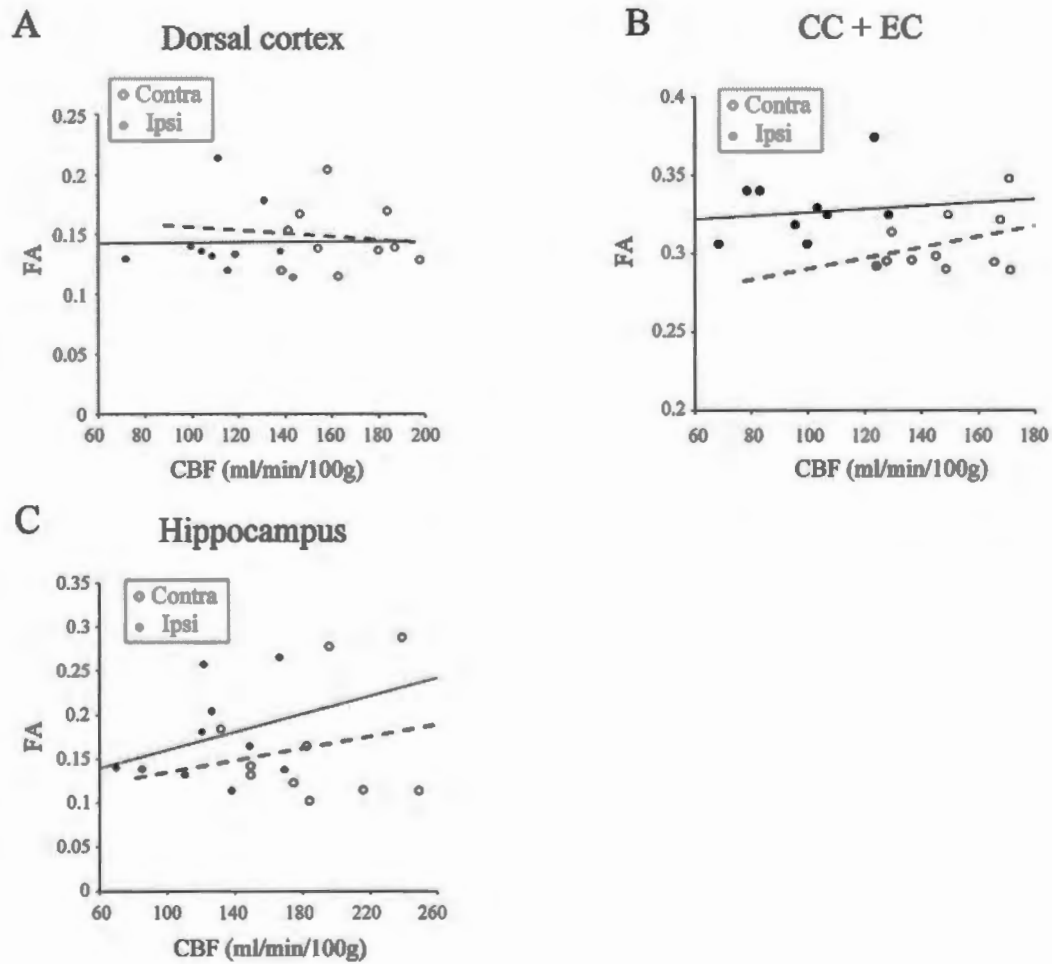 A
Dorsal cortex
Contra
Ipsi
0.25
0.2
0.15
0.1
0.05
0
FA
60 80 100 120 140 160 180 200
CBF (ml/min/100g)
B
CC + EC
Contra
Ipsi
0.4
0.35
0.3
0.25
0.2
FA
60 80 100 120 140 160 180
CBF (ml/min/100g)
C
Hippocampus
Contra
Ipsi
0.35
0.3
0.25
0.2
0.15
0.1
0.05
0
FA
60 100 140 180 220 260
CBF (ml/min/100g)